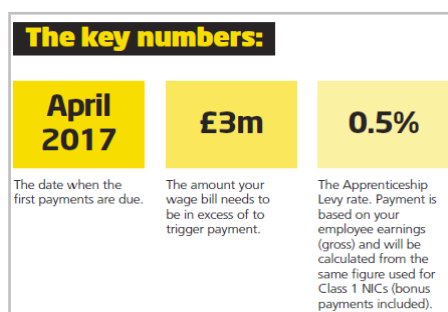 The key numbers:
April
2017
The date when the
first payments are due.
£3m
The amount your
wage bill needs to
be in excess of to
trigger payment.
0.5%
The Apprenticeship
Levy rate. Payment is
based on your
employee earnings
(gross) and will be
calculated from the
same figure used for
Class 1 NICs (bonus
payments included).